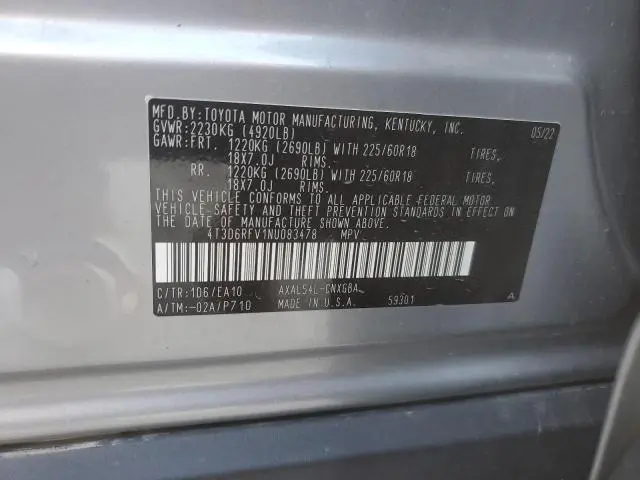 MFD.BY:TOYOTA MOTOR MANUFACTURING, KENTUCKY, INC. 05/22
GVWR:2230KG (4920LB)
GAWR:FRT. 1220KG (2690LB) WITH 225/60R18 TIRES,
18X7.0J RIMS.
RR. 1220KG (2690LB) WITH 225/60R18 TIRES,
18X7.0J RIMS.
THIS VEHICLE CONFORMS TO ALL APPLICABLE FEDERAL MOTOR
VEHICLE SAFETY AND THEFT PREVENTION STANDARDS IN EFFECT ON
THE DATE OF MANUFACTURE SHOWN ABOVE.
4T3D6RFV1NU083478 MPV
C/TR:1D6/EA10 AXAL54L-CNXGBA
A/TM:-02A/P710 MADE IN U.S.A. 59301 A